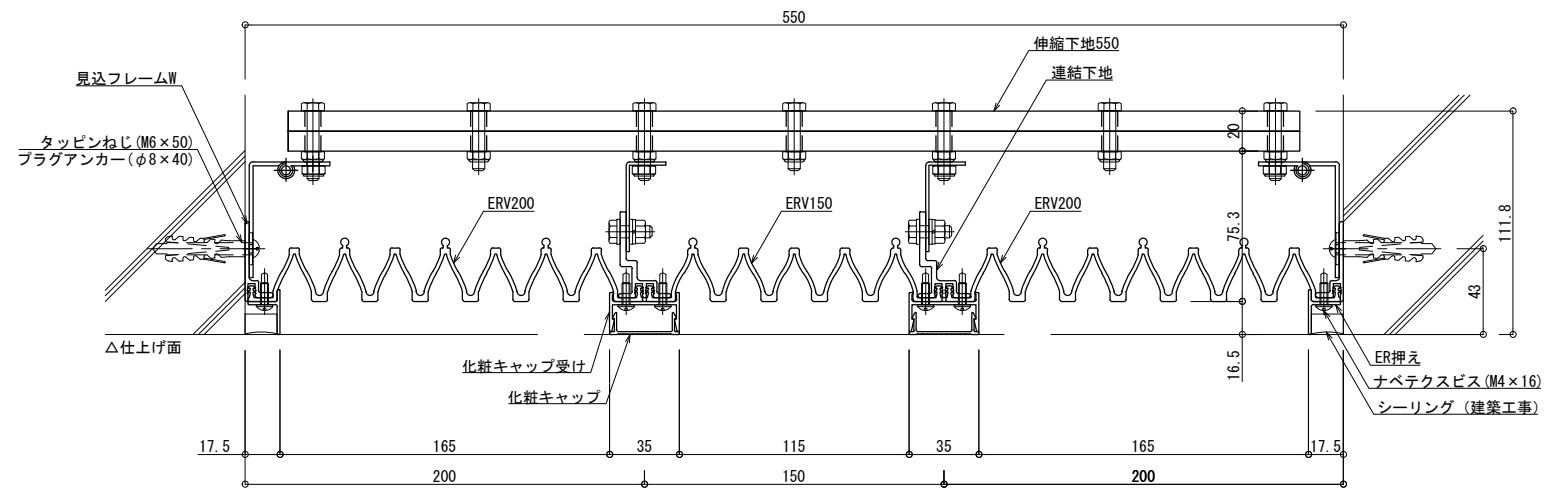 550
伸縮下地550
連結下地
見込フレームW
タッピンねじ(M6×50)
プラグアンカー(φ8×40)
20
ERV200
ERV150
ERV200
75.3
111.8
43
16.5
△仕上げ面
化粧キャップ受け
化粧キャップ
ER押え
ナベテクスビス(M4×16)
シーリング (建築工事)
17.5
165
35
115
35
165
17.5
200
150
200